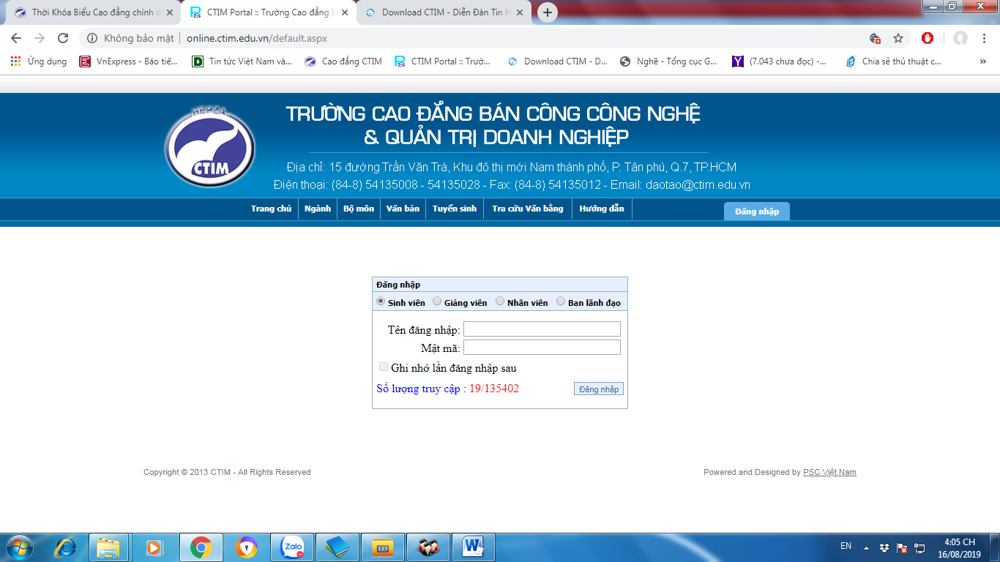 Thời Khóa Biểu Cao đẳng chính q
CTIM Portal :: Trường Cao đẳng b
Download CTIM - Diễn Đàn Tin H
Không bảo mật
online.ctim.edu.vn/default.aspx
Ứng dụng
VnExpress - Báo tiế...
Tin tức Việt Nam và...
Cao đẳng CTIM
CTIM Portal :: Trườ...
Download CTIM - D...
Nghề - Tổng cục G...
(7.043 chưa đọc) -...
Chia sẻ thủ thuật c...
»
HEPZA
CTIM
TRƯỜNG CAO ĐẲNG BÁN CÔNG CÔNG NGHỆ
& QUẢN TRỊ DOANH NGHIỆP
Địa chỉ: 15 đường Trần Văn Trà, Khu đô thị mới Nam thành phố, P. Tân phú, Q.7, TP.HCM
Điện thoại: (84-8) 54135008 - 54135028 - Fax: (84-8) 54135012 - Email: daotao@ctim.edu.vn
Trang chủ
Ngành
Bộ môn
Văn bản
Tuyển sinh
Tra cứu Văn bằng
Hướng dẫn
Đăng nhập
Đăng nhập
Sinh viên Giảng viên Nhân viên Ban lãnh đạo
Tên đăng nhập:
Mật mã:
Ghi nhớ lần đăng nhập sau
Số lượng truy cập : 19/135402
Đăng nhập
Copyright © 2013 CTIM - All Rights Reserved
Powered and Designed by PSC Việt Nam
Zalo
123
EN
4:05 CH
16/08/2019